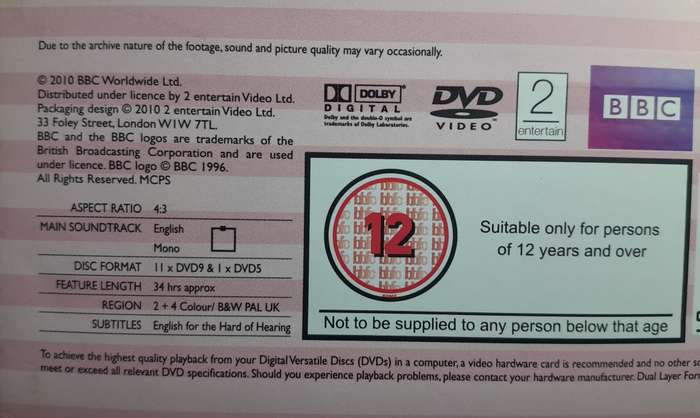 Due to the archive nature of the footage, sound and picture quality may vary occasionally.
© 2010 BBC Worldwide Ltd.
Distributed under licence by 2 entertain Video Ltd.
Packaging design © 2010 2 entertain Video Ltd.
33 Foley Street, London W1W 7TL.
BBC and the BBC logos are trademarks of the
British Broadcasting Corporation and are used
under licence. BBC logo © BBC 1996.
All Rights Reserved. MCPS
DOLBY
DIGITAL
Dolby and the double-D symbol are
trademarks of Dolby Laboratories.
DVD
VIDEO
2
entertain
BBC
ASPECT RATIO 4:3
MAIN SOUNDTRACK English
Mono
DISC FORMAT 11 x DVD9 & 1 x DVD5
FEATURE LENGTH 34 hrs approx
REGION 2 + 4 Colour/ B&W PAL UK
SUBTITLES English for the Hard of Hearing
12
Suitable only for persons
of 12 years and over
Not to be supplied to any person below that age
To achieve the highest quality playback from your Digital Versatile Discs (DVDs) in a computer, a video hardware card is recommended and no other
meet or exceed all relevant DVD specifications. Should you experience playback problems, please contact your hardware manufacturer. Dual Layer